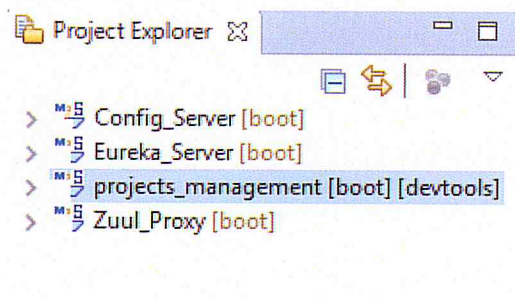 Project Explorer
Config_Server [boot]
Eureka_Server [boot]
projects_management [boot] [devtools]
Zuul_Proxy [boot]